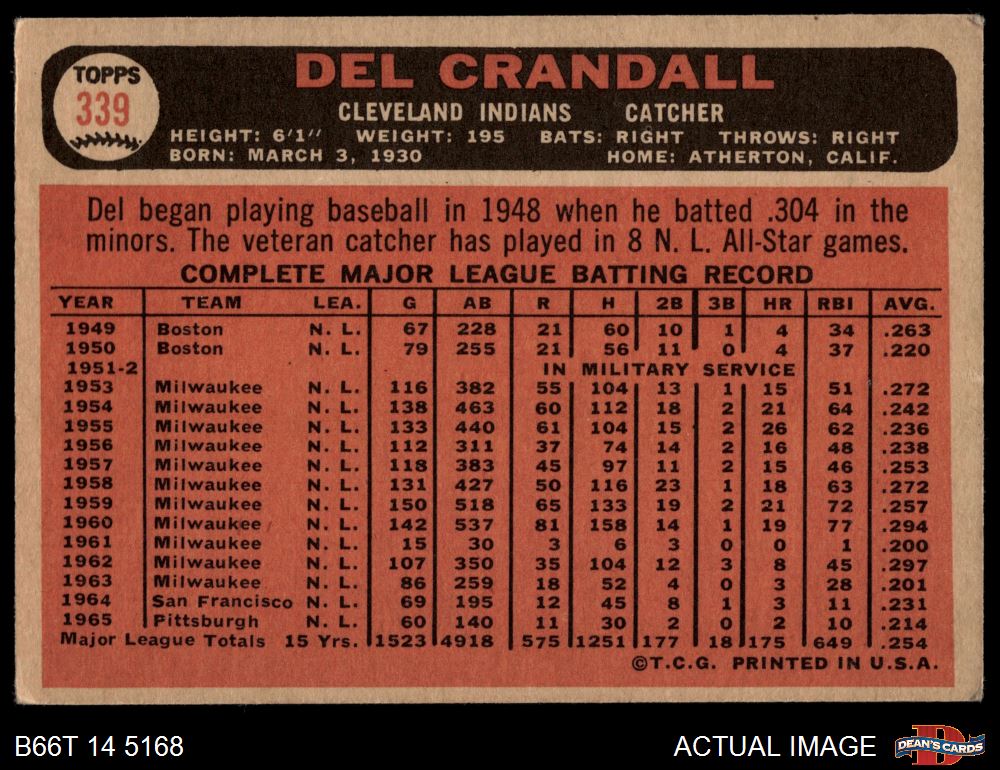 TOPPS
339
DEL CRANDALL
CLEVELAND INDIANS CATCHER
HEIGHT: 6'1" WEIGHT: 195 BATS: RIGHT THROWS: RIGHT
BORN: MARCH 3, 1930 HOME: ATHERTON, CALIF.
Del began playing baseball in 1948 when he batted .304 in the
minors. The veteran catcher has played in 8 N. L. All-Star games.
COMPLETE MAJOR LEAGUE BATTING RECORD
YEAR TEAM LEA. G AB R H 2B 3B HR RBI AVG.
1949 Boston N. L. 67 228 21 60 10 1 4 34 .263
1950 Boston N. L. 79 255 21 56 11 0 4 37 .220
1951-2 IN MILITARY SERVICE
1953 Milwaukee N. L. 116 382 55 104 13 1 15 51 .272
1954 Milwaukee N. L. 138 463 60 112 18 2 21 64 .242
1955 Milwaukee N. L. 133 440 61 104 15 2 26 62 .236
1956 Milwaukee N. L. 112 311 37 74 14 2 16 48 .238
1957 Milwaukee N. L. 118 383 45 97 11 2 15 46 .253
1958 Milwaukee N. L. 131 427 50 116 23 1 18 63 .272
1959 Milwaukee N. L. 150 518 65 133 19 2 21 72 .257
1960 Milwaukee N. L. 142 537 81 158 14 1 19 77 .294
1961 Milwaukee N. L. 15 30 3 6 3 0 0 1 .200
1962 Milwaukee N. L. 107 350 35 104 12 3 8 45 .297
1963 Milwaukee N. L. 86 259 18 52 4 0 3 28 .201
1964 San Francisco N. L. 69 195 12 45 8 1 3 11 .231
1965 Pittsburgh N. L. 60 140 11 30 2 0 2 10 .214
Major League Totals 15 Yrs. 1523 4918 575 1251 177 18 175 649 .254
©T.C.G. PRINTED IN U.S.A.
B66T 14 5168 ACTUAL IMAGE
D
DEAN'S CARDS